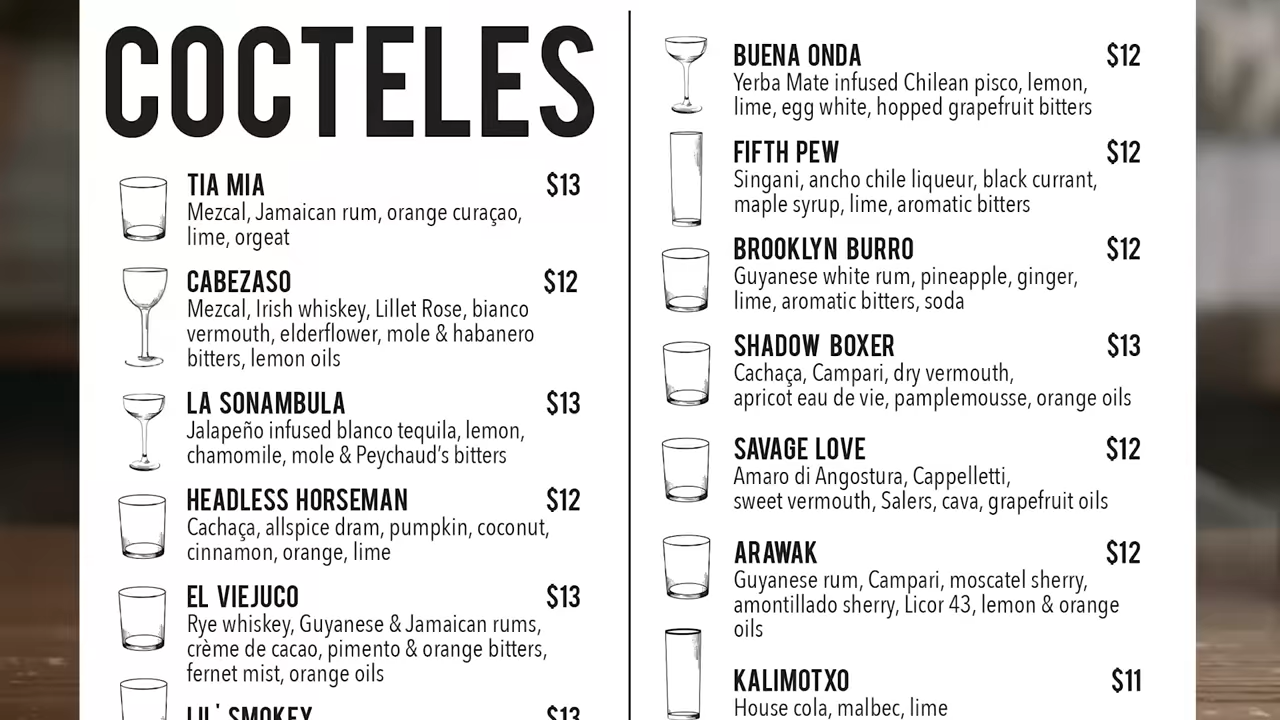 COCTELES
TIA MIA $13
Mezcal, Jamaican rum, orange curaçao,
lime, orgeat
CABEZASO $12
Mezcal, Irish whiskey, Lillet Rose, bianco
vermouth, elderflower, mole & habanero
bitters, lemon oils
LA SONAMBULA $13
Jalapeño infused blanco tequila, lemon,
chamomile, mole & Peychaud's bitters
HEADLESS HORSEMAN $12
Cachaça, allspice dram, pumpkin, coconut,
cinnamon, orange, lime
EL VIEJUCO $13
Rye whiskey, Guyanese & Jamaican rums,
crème de cacao, pimento & orange bitters,
fernet mist, orange oils
LIL' SMOKEY $13
BUENA ONDA $12
Yerba Mate infused Chilean pisco, lemon,
lime, egg white, hopped grapefruit bitters
FIFTH PEW $12
Singani, ancho chile liqueur, black currant,
maple syrup, lime, aromatic bitters
BROOKLYN BURRO $12
Guyanese white rum, pineapple, ginger,
lime, aromatic bitters, soda
SHADOW BOXER $13
Cachaça, Campari, dry vermouth,
apricot eau de vie, pamplemousse, orange oils
SAVAGE LOVE $12
Amaro di Angostura, Cappelletti,
sweet vermouth, Salers, cava, grapefruit oils
ARAWAK $12
Guyanese rum, Campari, moscatel sherry,
amontillado sherry, Licor 43, lemon & orange
oils
KALIMOTXO $11
House cola, malbec, lime